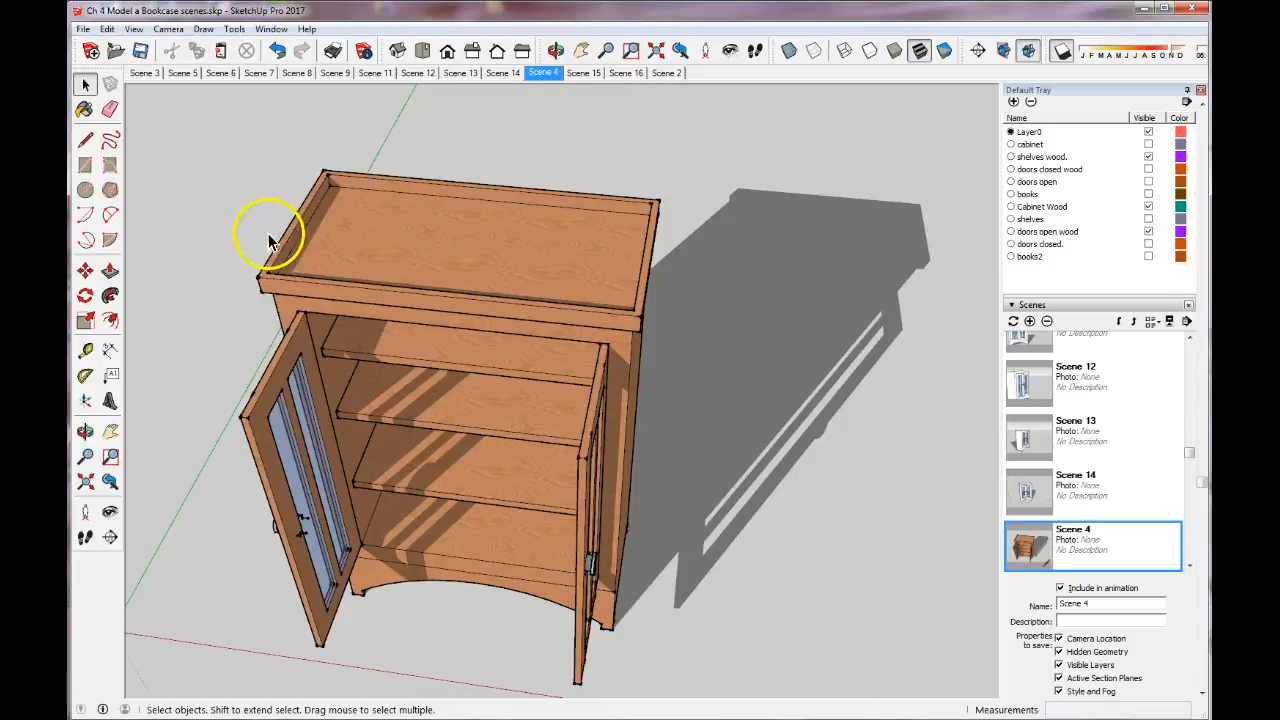 Ch 4 Model a Bookcase scenes.skp - SketchUp Pro 2017
File Edit View Camera Draw Tools Window Help
J F M A M J J A S O N D
Scene 3 Scene 5 Scene 6 Scene 7 Scene 8 Scene 9 Scene 11 Scene 12 Scene 13 Scene 14 Scene 4 Scene 15 Scene 16 Scene 2
Default Tray
Name Visible Color
Layer0
cabinet
shelves wood.
doors closed wood
doors open
books
Cabinet Wood
shelves
doors open wood
doors closed.
books2
Scenes
No Description
Scene 12
Photo: None
No Description
Scene 13
Photo: None
No Description
Scene 14
Photo: None
No Description
Scene 4
Photo: None
No Description
Include in animation
Name: Scene 4
Description:
Properties to save:
Camera Location
Hidden Geometry
Visible Layers
Active Section Planes
Style and Fog
Select objects. Shift to extend select. Drag mouse to select multiple.
Measurements